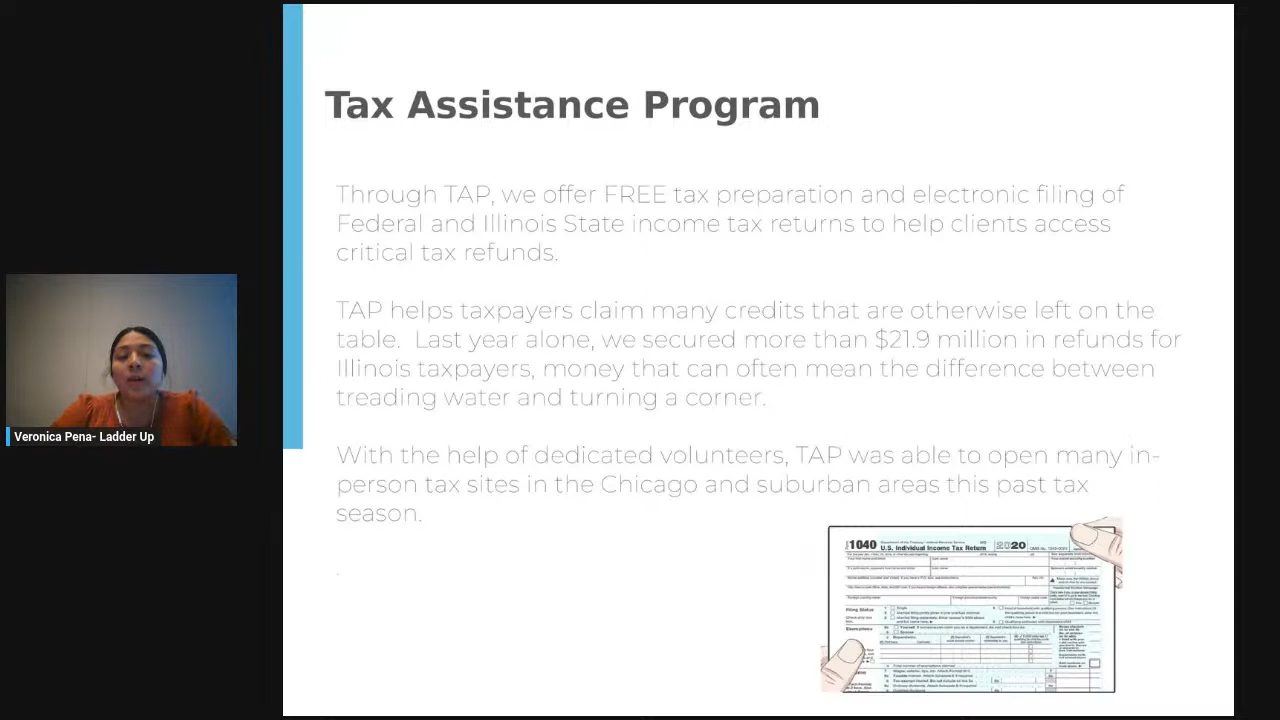 Tax Assistance Program
Through TAP, we offer FREE tax preparation and electronic filing of
Federal and Illinois State income tax returns to help clients access
critical tax refunds.
TAP helps taxpayers claim many credits that are otherwise left on the
table.  Last year alone, we secured more than $21.9 million in refunds for
Illinois taxpayers, money that can often mean the difference between
treading water and turning a corner.
With the help of dedicated volunteers, TAP was able to open many in-
person tax sites in the Chicago and suburban areas this past tax
season.
Veronica Pena- Ladder Up
1040 U.S. Individual Income Tax Return 2020
Filing Status
Exemptions